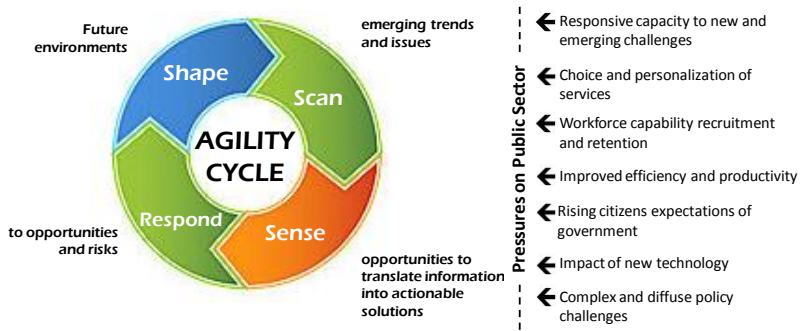 Future
environments
Shape
emerging trends
and issues
Scan
AGILITY
CYCLE
Respond
to opportunities
and risks
Sense
opportunities to
translate information
into actionable
solutions
Pressures on Public Sector
Responsive capacity to new and
emerging challenges
Choice and personalization of
services
Workforce capability recruitment
and retention
Improved efficiency and productivity
Rising citizens expectations of
government
Impact of new technology
Complex and diffuse policy
challenges